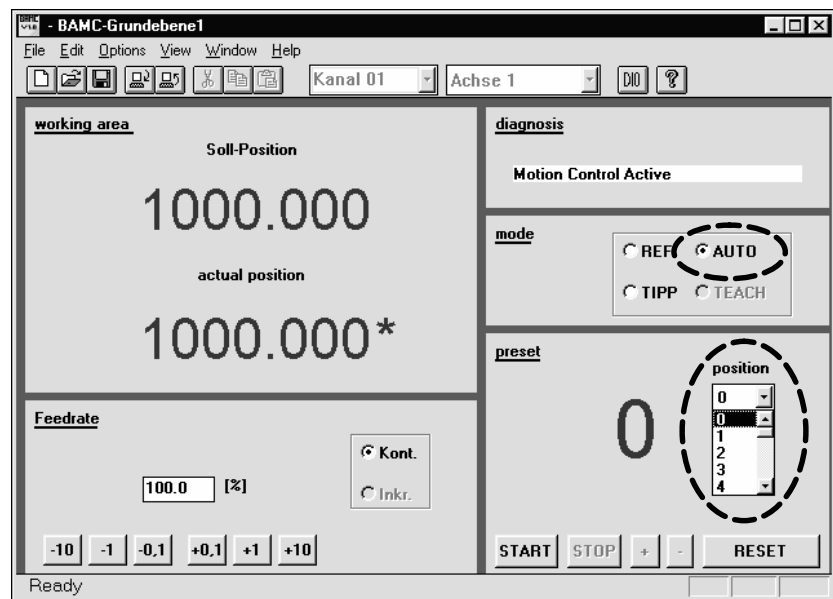 BAMC V1.0 - BAMC-Grundebene1
File Edit Options View Window Help
Kanal 01 Achse 1 DIO ?
working area
Soll-Position
1000.000
actual position
1000.000*
diagnosis
Motion Control Active
mode
REF AUTO
TIPP TEACH
Feedrate
100.0 [%]
Kont.
Inkr.
-10 -1 -0,1 +0,1 +1 +10
preset
0
position
0
0
1
2
3
4
START STOP + - RESET
Ready